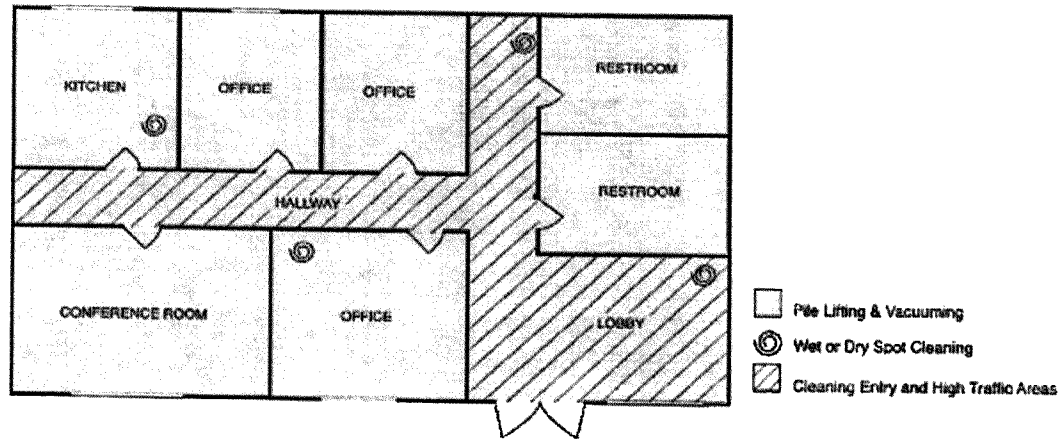 KITCHEN
OFFICE
OFFICE
RESTROOM
RESTROOM
HALLWAY
CONFERENCE ROOM
OFFICE
LOBBY
Pile Lifting & Vacuuming
Wet or Dry Spot Cleaning
Cleaning Entry and High Traffic Areas